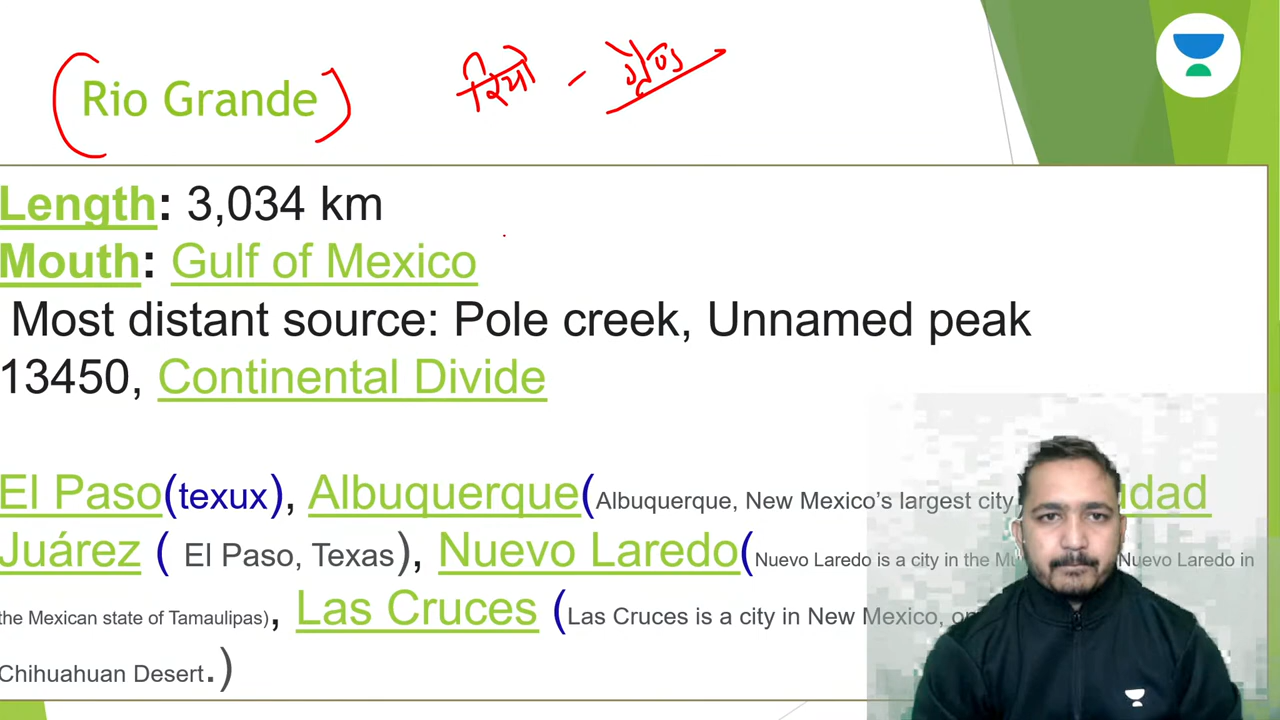 Rio Grande रियो - ग्रैण्ड
Length: 3,034 km
Mouth: Gulf of Mexico
Most distant source: Pole creek, Unnamed peak
13450, Continental Divide
El Paso(texux), Albuquerque(Albuquerque, New Mexico’s largest city
Juárez ( El Paso, Texas), Nuevo Laredo(Nuevo Laredo is a city in the Nuevo Laredo in
the Mexican state of Tamaulipas), Las Cruces (Las Cruces is a city in New Mexico,
Chihuahuan Desert.)